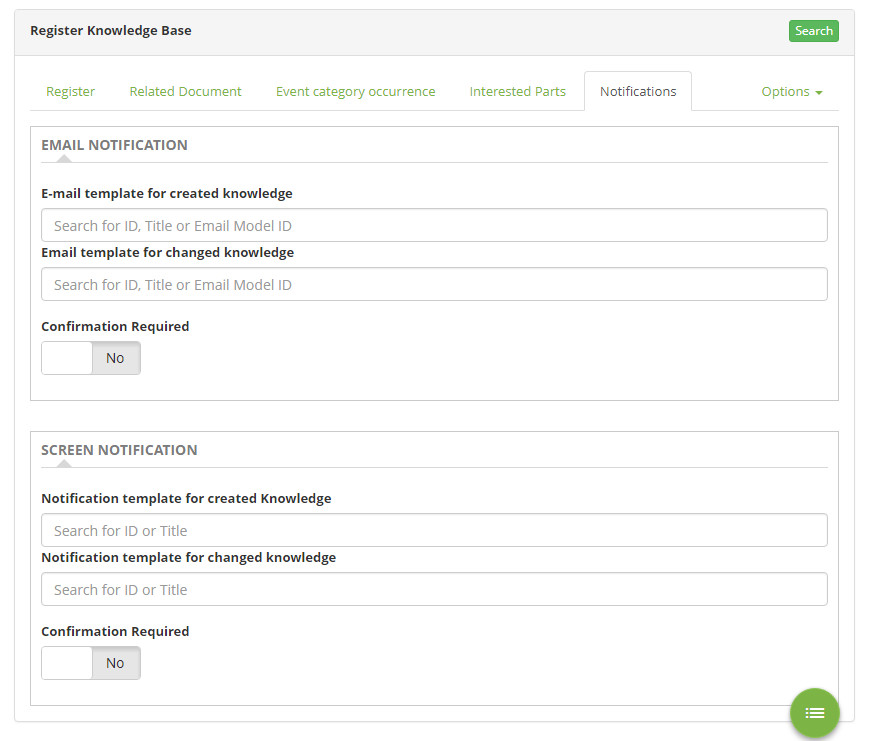 Register Knowledge Base Search
Register Related Document Event category occurrence Interested Parts Notifications Options
EMAIL NOTIFICATION
E-mail template for created knowledge
Search for ID, Title or Email Model ID
Email template for changed knowledge
Search for ID, Title or Email Model ID
Confirmation Required
No
SCREEN NOTIFICATION
Notification template for created Knowledge
Search for ID or Title
Notification template for changed knowledge
Search for ID or Title
Confirmation Required
No